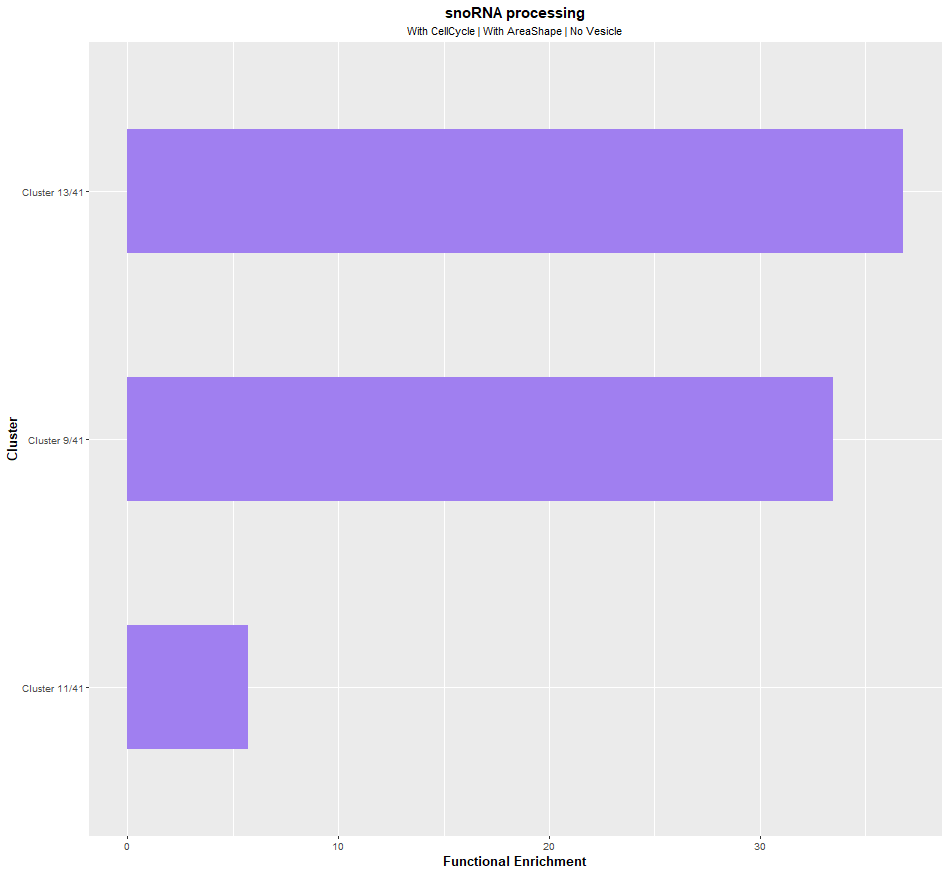 snoRNA processing
With CellCycle | With AreaShape | No Vesicle
Cluster
Cluster 13/41
Cluster 9/41
Cluster 11/41
0 10 20 30
Functional Enrichment